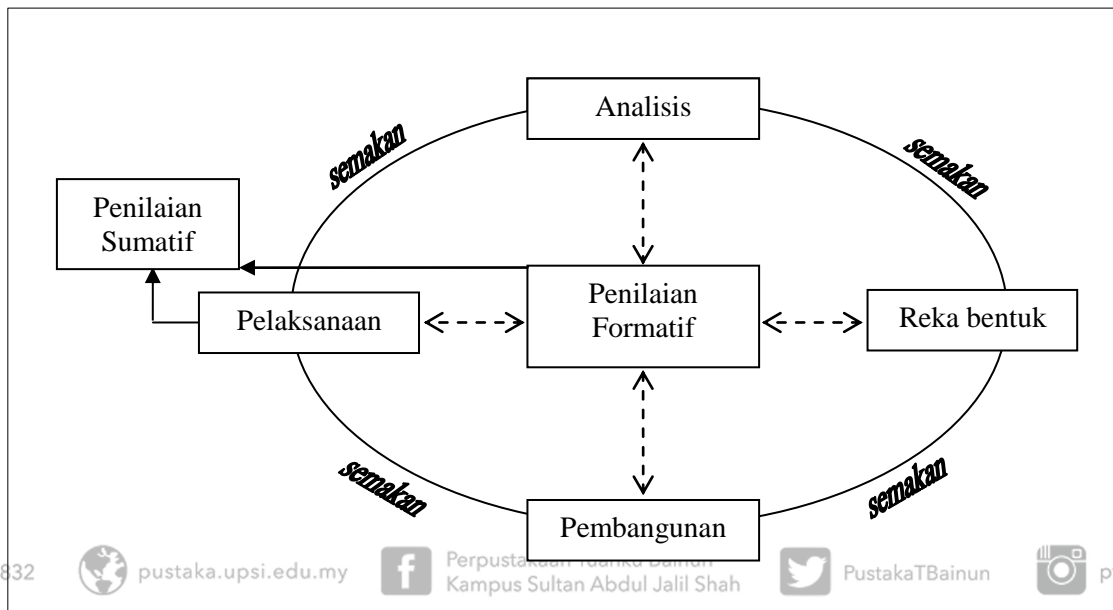 Analisis
semakan
semakan
Penilaian
Sumatif
Penilaian
Formatif
Pelaksanaan
Reka bentuk
semakan
semakan
Pembangunan
832
pustaka.upsi.edu.my
Perpustakaan Tuanku Bainun
Kampus Sultan Abdul Jalil Shah
PustakaTBainun